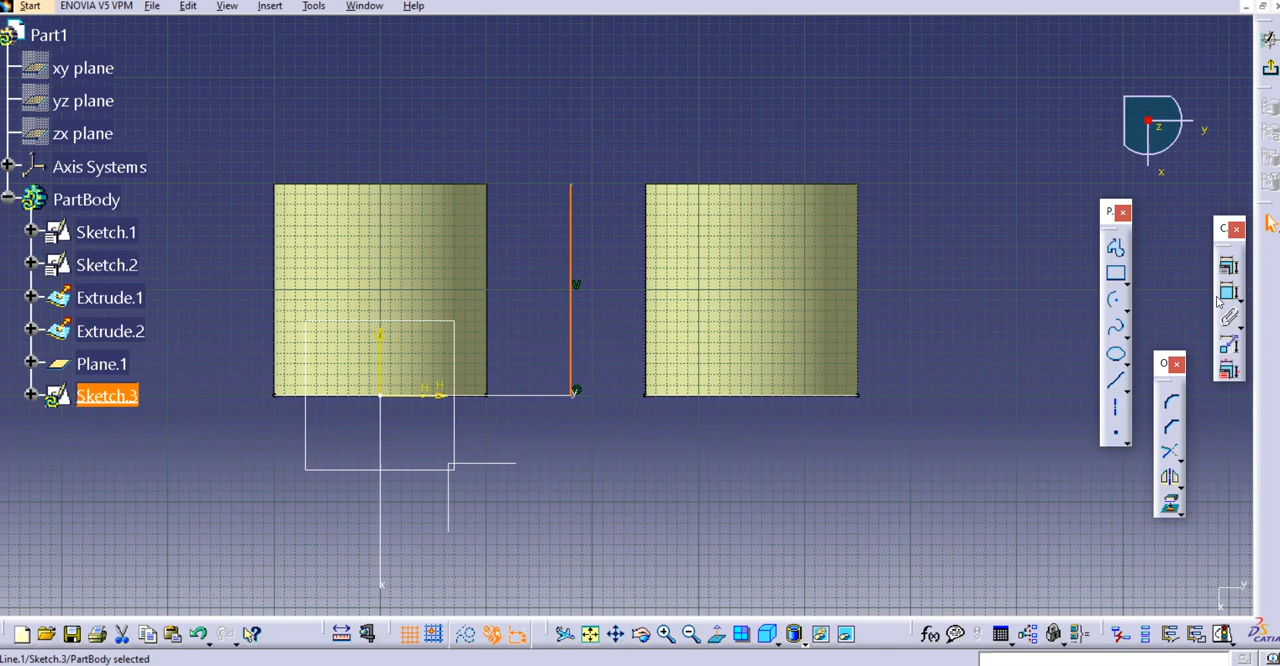 Start ENOVIA V5 VPM File Edit View Insert Tools Window Help
Part1
xy plane
yz plane
zx plane
Axis Systems
PartBody
Sketch.1
Sketch.2
Extrude.1
Extrude.2
Plane.1
Sketch.3
V
H H
y
x
z
y
x
P.
C.
O
y
x
f(x)
CATIA
Line.1/Sketch.3/PartBody selected